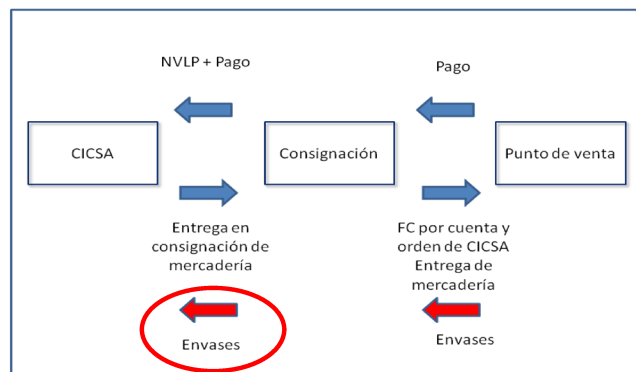 NVLP + Pago
Pago
CICSA
Consignación
Punto de venta
Entrega en
consignación de
mercadería
FC por cuenta y
orden de CICSA
Entrega de
mercadería
Envases
Envases